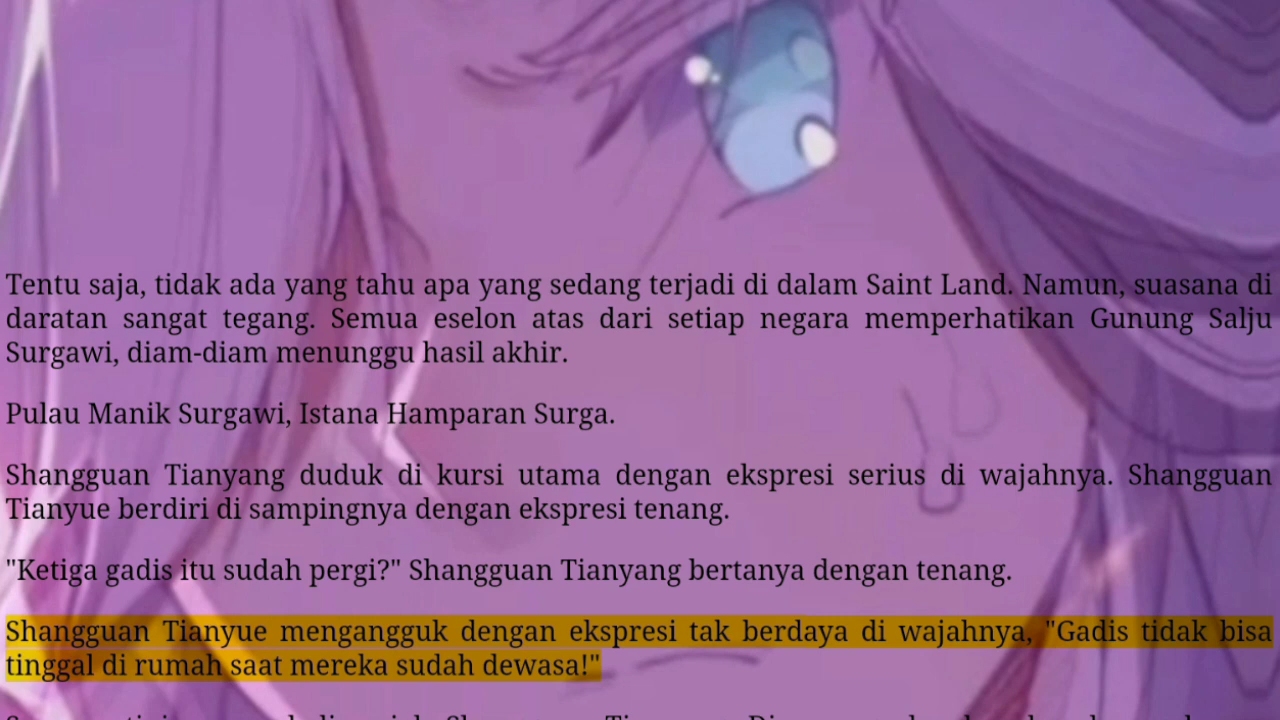 Tentu saja, tidak ada yang tahu apa yang sedang terjadi di dalam Saint Land. Namun, suasana di
daratan sangat tegang. Semua eselon atas dari setiap negara memperhatikan Gunung Salju
Surgawi, diam-diam menunggu hasil akhir.
Pulau Manik Surgawi, Istana Hamparan Surga.
Shangguan Tianyang duduk di kursi utama dengan ekspresi serius di wajahnya. Shangguan
Tianyue berdiri di sampingnya dengan ekspresi tenang.
"Ketiga gadis itu sudah pergi?" Shangguan Tianyang bertanya dengan tenang.
Shangguan Tianyue mengangguk dengan ekspresi tak berdaya di wajahnya, "Gadis tidak bisa
tinggal di rumah saat mereka sudah dewasa!"